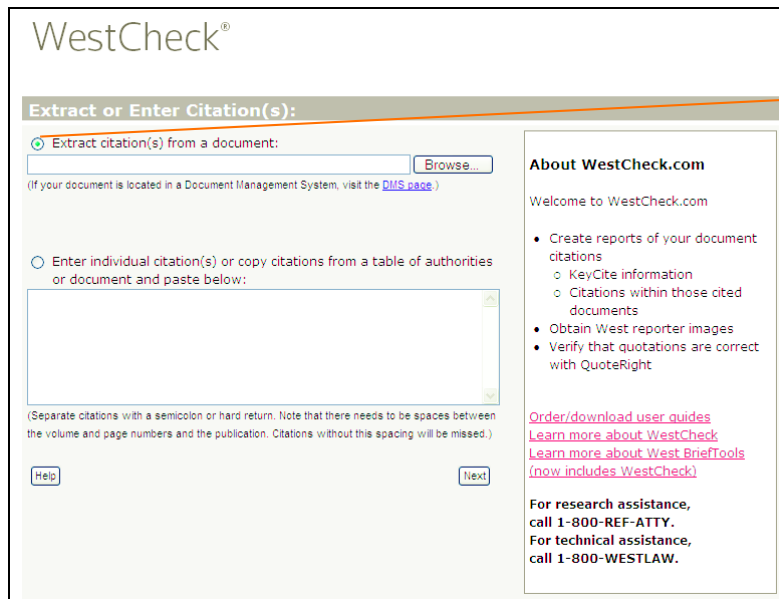 WestCheck®
Extract or Enter Citation(s):
Extract citation(s) from a document:
Browse...
(If your document is located in a Document Management System, visit the DMS page.)
Enter individual citation(s) or copy citations from a table of authorities
or document and paste below:
(Separate citations with a semicolon or hard return. Note that there needs to be spaces between
the volume and page numbers and the publication. Citations without this spacing will be missed.)
Help
Next
About WestCheck.com
Welcome to WestCheck.com
Create reports of your document
citations
KeyCite information
Citations within those cited
documents
Obtain West reporter images
Verify that quotations are correct
with QuoteRight
Order/download user guides
Learn more about WestCheck
Learn more about West BriefTools
(now includes WestCheck)
For research assistance,
call 1-800-REF-ATTY.
For technical assistance,
call 1-800-WESTLAW.